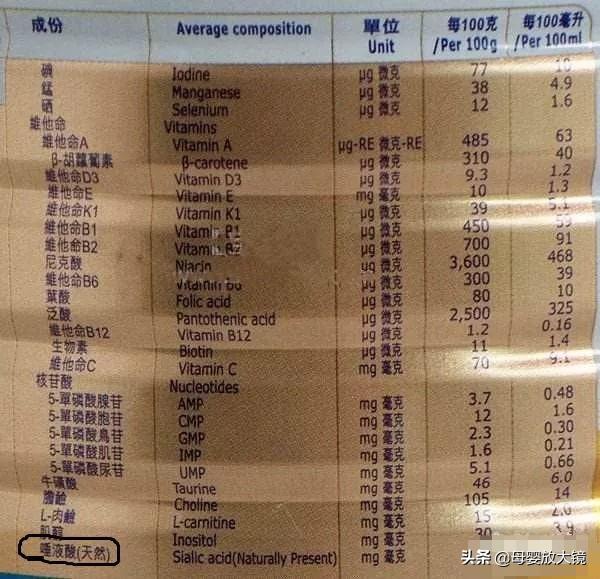 成份 Average composition 單位 Unit 每100克 /Per 100g 每100毫升 /Per 100ml
碘 Iodine µg 微克 77 10
錳 Manganese µg 微克 38 4.9
硒 Selenium µg 微克 12 1.6
維他命 Vitamins
維他命A Vitamin A µg-RE 微克-RE 485 63
β-胡蘿蔔素 β-carotene µg 微克 310 40
維他命D3 Vitamin D3 µg 微克 9.3 1.2
維他命E Vitamin E mg 毫克 10 1.3
維他命K1 Vitamin K1 µg 微克 39 5.1
維他命B1 Vitamin B1 µg 微克 450 59
維他命B2 Vitamin B2 µg 微克 700 91
尼克酸 Niacin µg 微克 3,600 468
維他命B6 Vitamin B6 µg 微克 300 39
葉酸 Folic acid µg 微克 80 10
泛酸 Pantothenic acid µg 微克 2,500 325
維他命B12 Vitamin B12 µg 微克 1.2 0.16
生物素 Biotin µg 微克 11 1.4
維他命C Vitamin C mg 毫克 70 9.1
核苷酸 Nucleotides
5-單磷酸腺苷 AMP mg 毫克 3.7 0.48
5-單磷酸胞苷 CMP mg 毫克 12 1.6
5-單磷酸鳥苷 GMP mg 毫克 2.3 0.30
5-單磷酸肌苷 IMP mg 毫克 1.6 0.21
5-單磷酸尿苷 UMP mg 毫克 5.1 0.66
牛磺酸 Taurine mg 毫克 46 6.0
膽鹼 Choline mg 毫克 105 14
L-肉鹼 L-carnitine mg 毫克 15 2.0
肌醇 Inositol mg 毫克 30 3.9
唾液酸(天然) Sialic acid(Naturally Present) mg 毫克
头条 @母婴放大镜